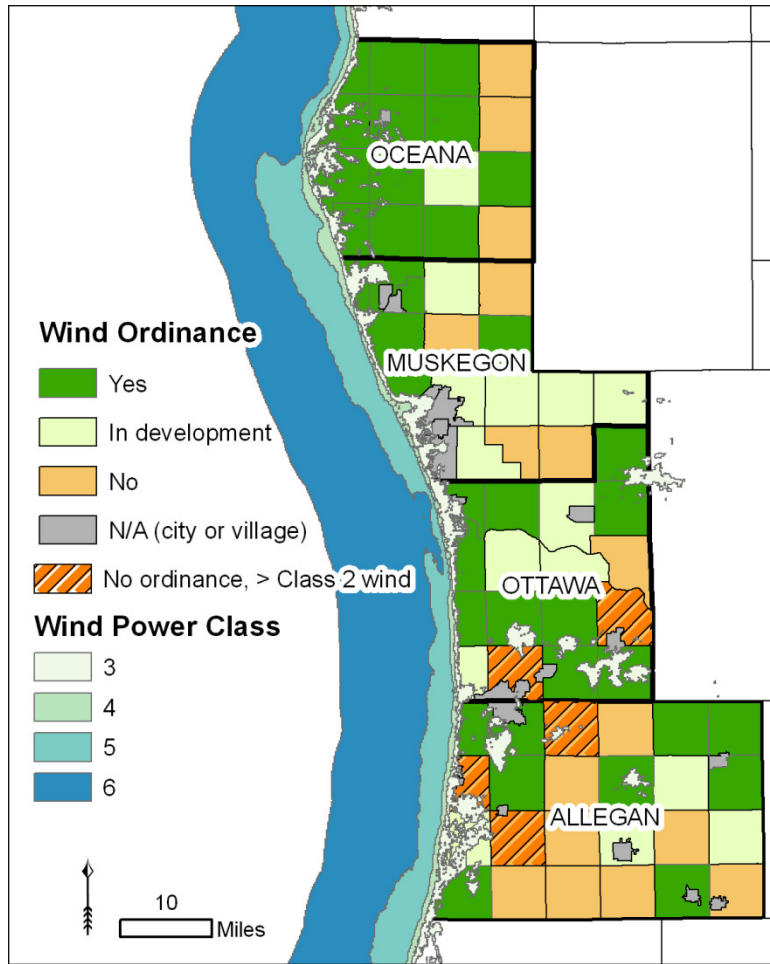 OCEANA
Wind Ordinance
Yes
In development
No
N/A (city or village)
No ordinance, > Class 2 wind
Wind Power Class
3
4
5
6
MUSKEGON
OTTAWA
ALLEGAN
10
Miles